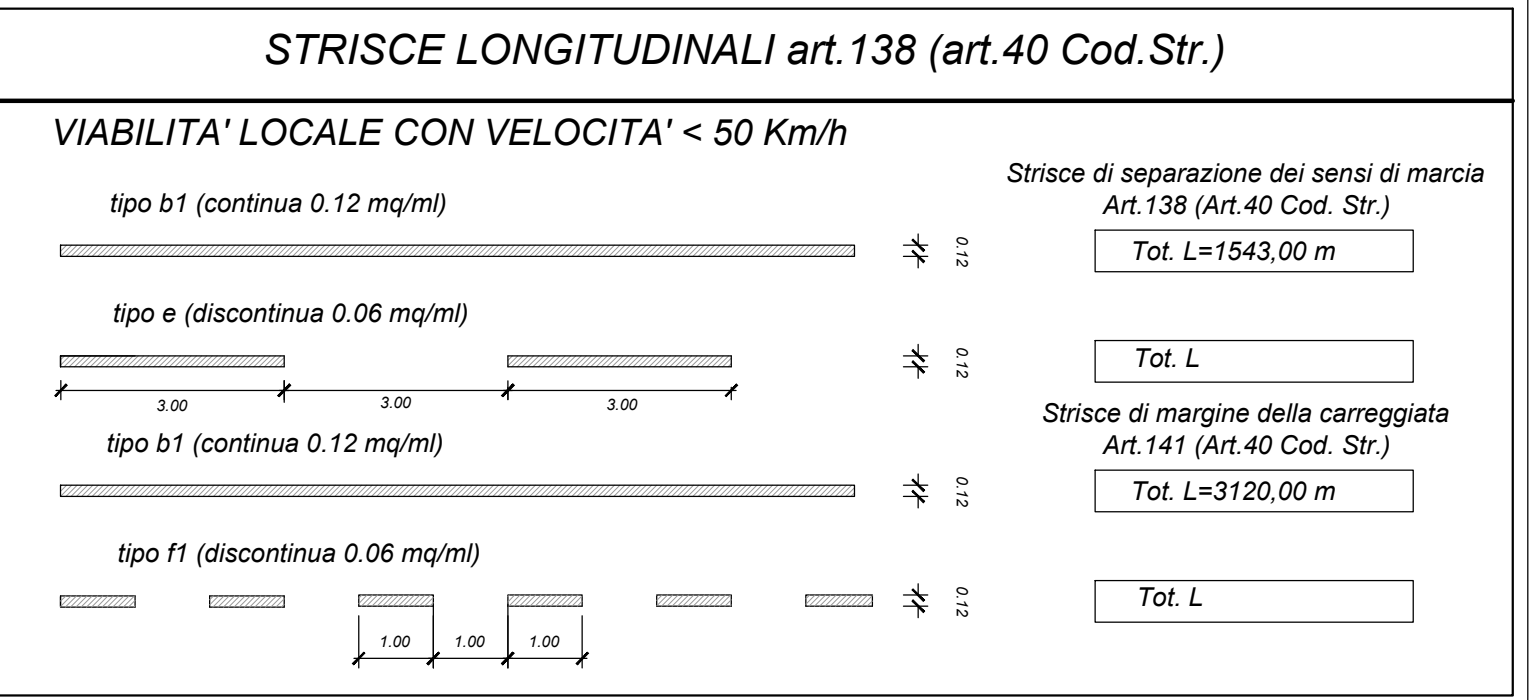 STRISCE LONGITUDINALI art.138 (art.40 Cod.Str.)
VIABILITA' LOCALE CON VELOCITA' < 50 Km/h
Strisce di separazione dei sensi di marcia
Art.138 (Art.40 Cod. Str.)
tipo b1 (continua 0.12 mq/ml)
0.12
Tot. L=1543,00 m
tipo e (discontinua 0.06 mq/ml)
0.12
Tot. L
3.00
3.00
3.00
Strisce di margine della carreggiata
Art.141 (Art.40 Cod. Str.)
tipo b1 (continua 0.12 mq/ml)
0.12
Tot. L=3120,00 m
tipo f1 (discontinua 0.06 mq/ml)
0.12
Tot. L
1.00
1.00
1.00